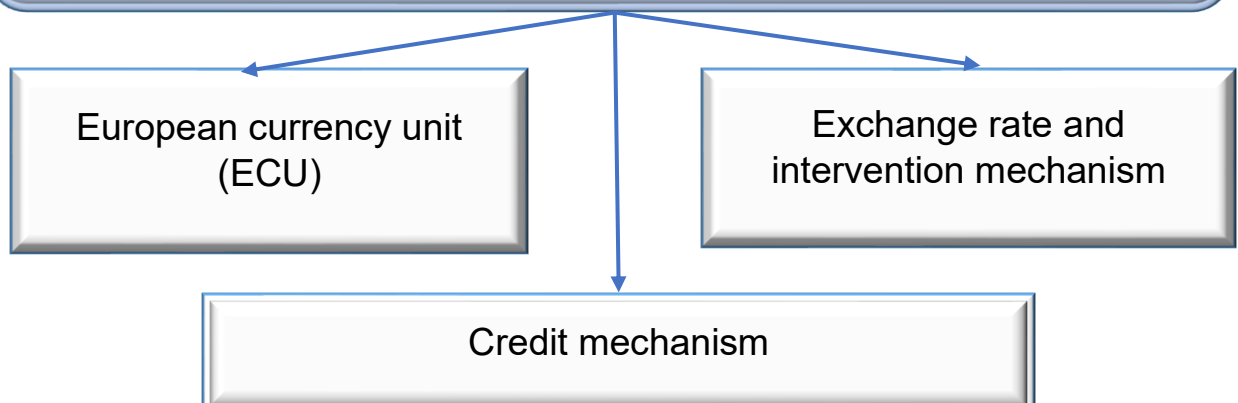 European currency unit
(ECU)
Exchange rate and
intervention mechanism
Credit mechanism